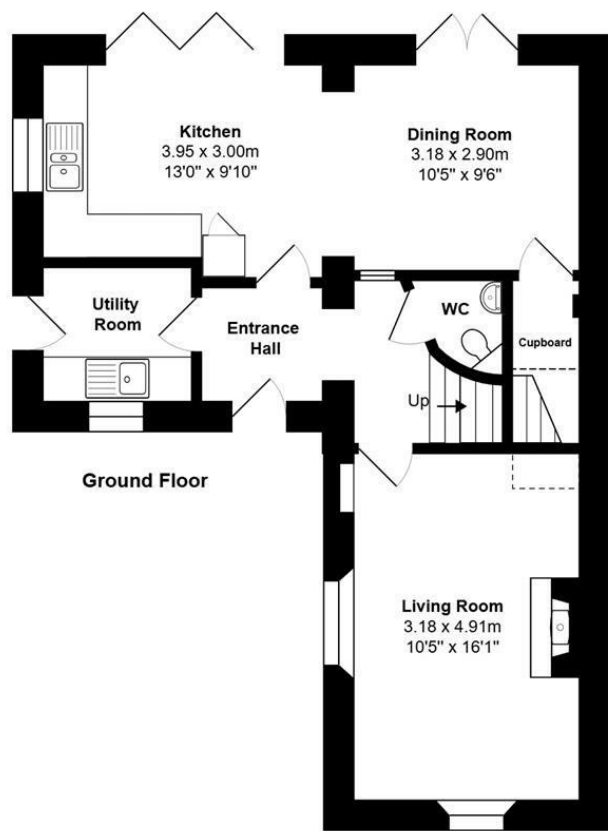 Kitchen
3.95 x 3.00m
13'0" x 9'10"
Dining Room
3.18 x 2.90m
10'5" x 9'6"
Utility
Room
Entrance
Hall
WC
Cupboard
Up
Ground Floor
Living Room
3.18 x 4.91m
10'5" x 16'1"